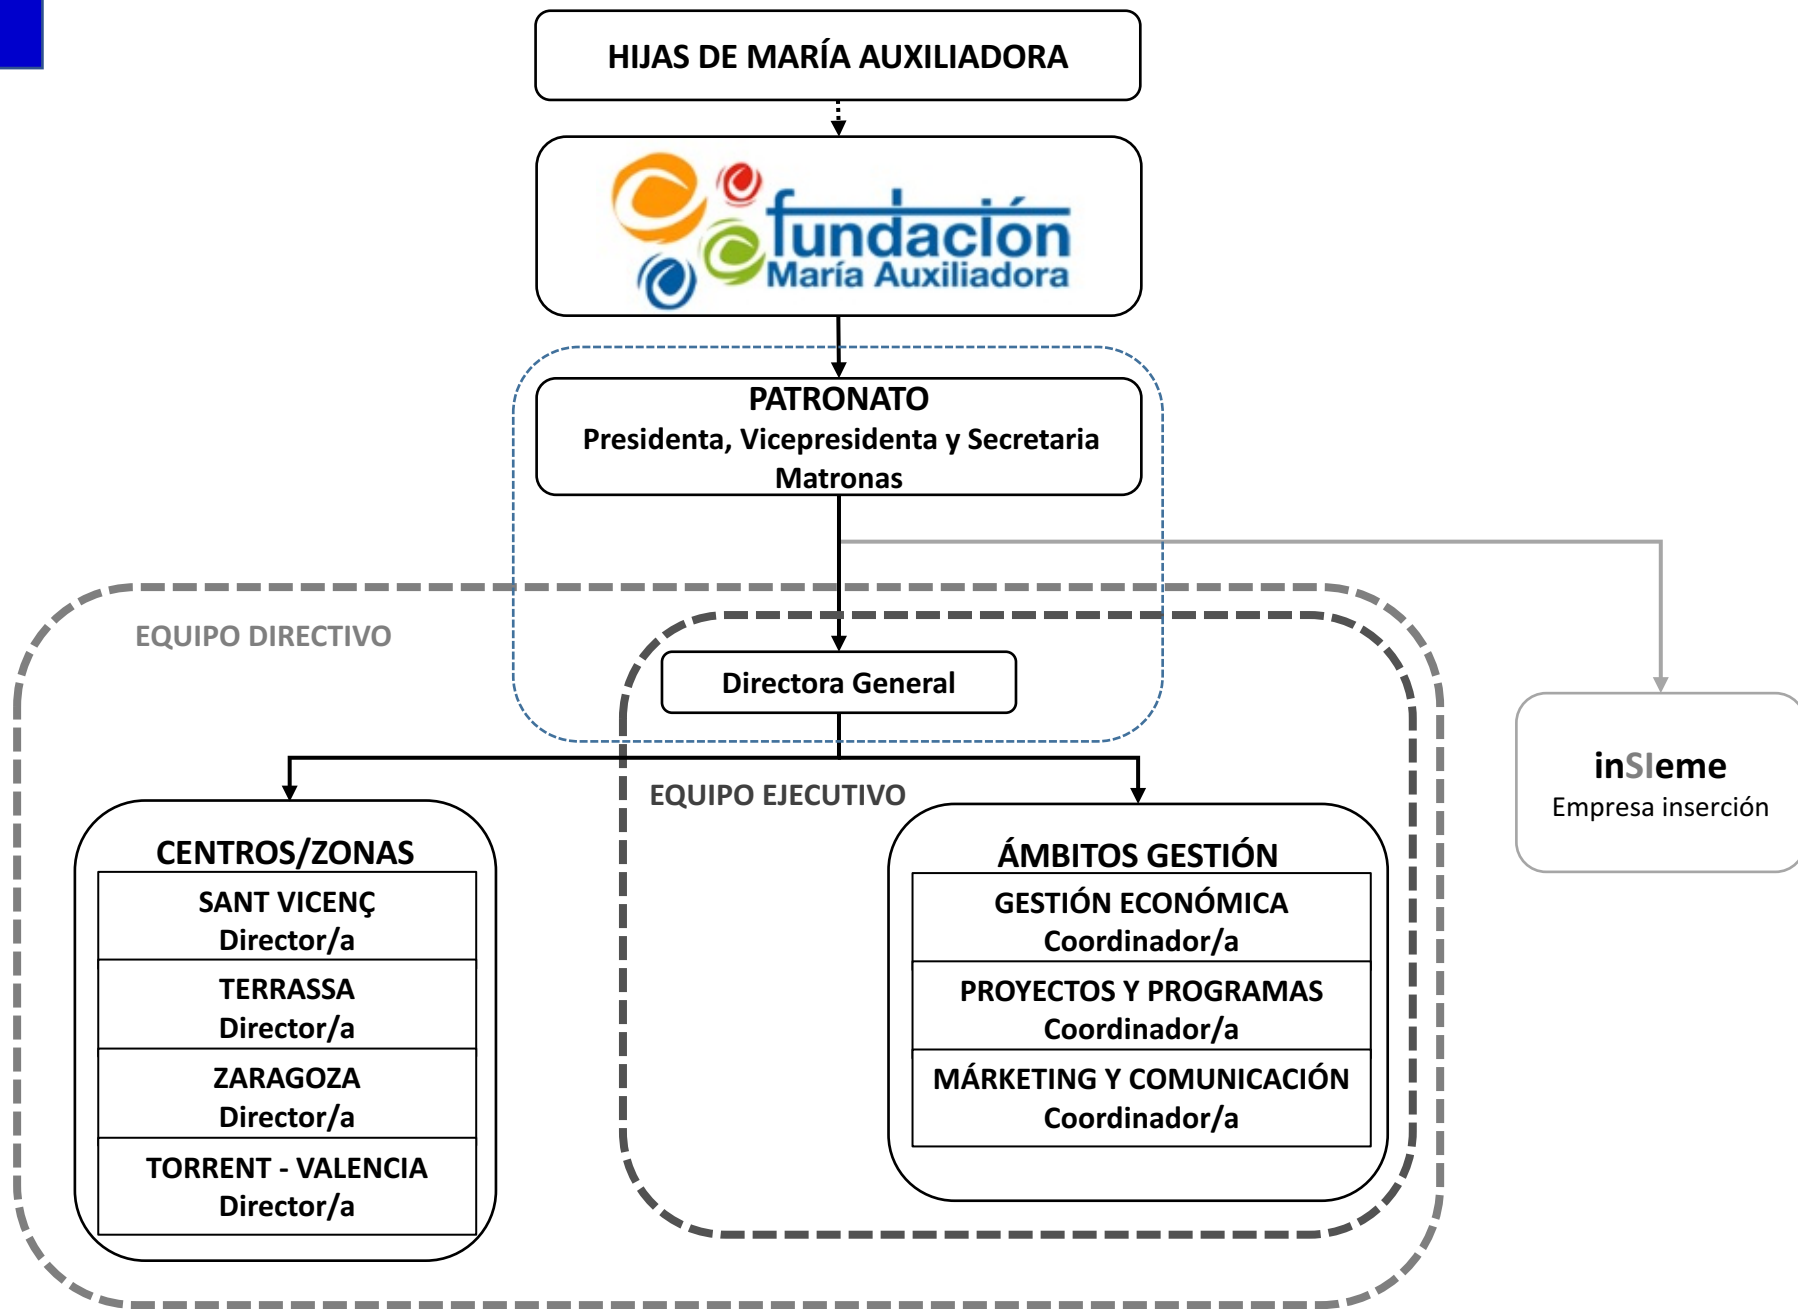 HIJAS DE MARÍA AUXILIADORA
fundación
María Auxiliadora
PATRONATO
Presidenta, Vicepresidenta y Secretaria
Matronas
EQUIPO DIRECTIVO
Directora General
EQUIPO EJECUTIVO
CENTROS/ZONAS
SANT VICENÇ
Director/a
TERRASSA
Director/a
ZARAGOZA
Director/a
TORRENT - VALENCIA
Director/a
ÁMBITOS GESTIÓN
GESTIÓN ECONÓMICA
Coordinador/a
PROYECTOS Y PROGRAMAS
Coordinador/a
MÁRKETING Y COMUNICACIÓN
Coordinador/a
inSIeme
Empresa inserción